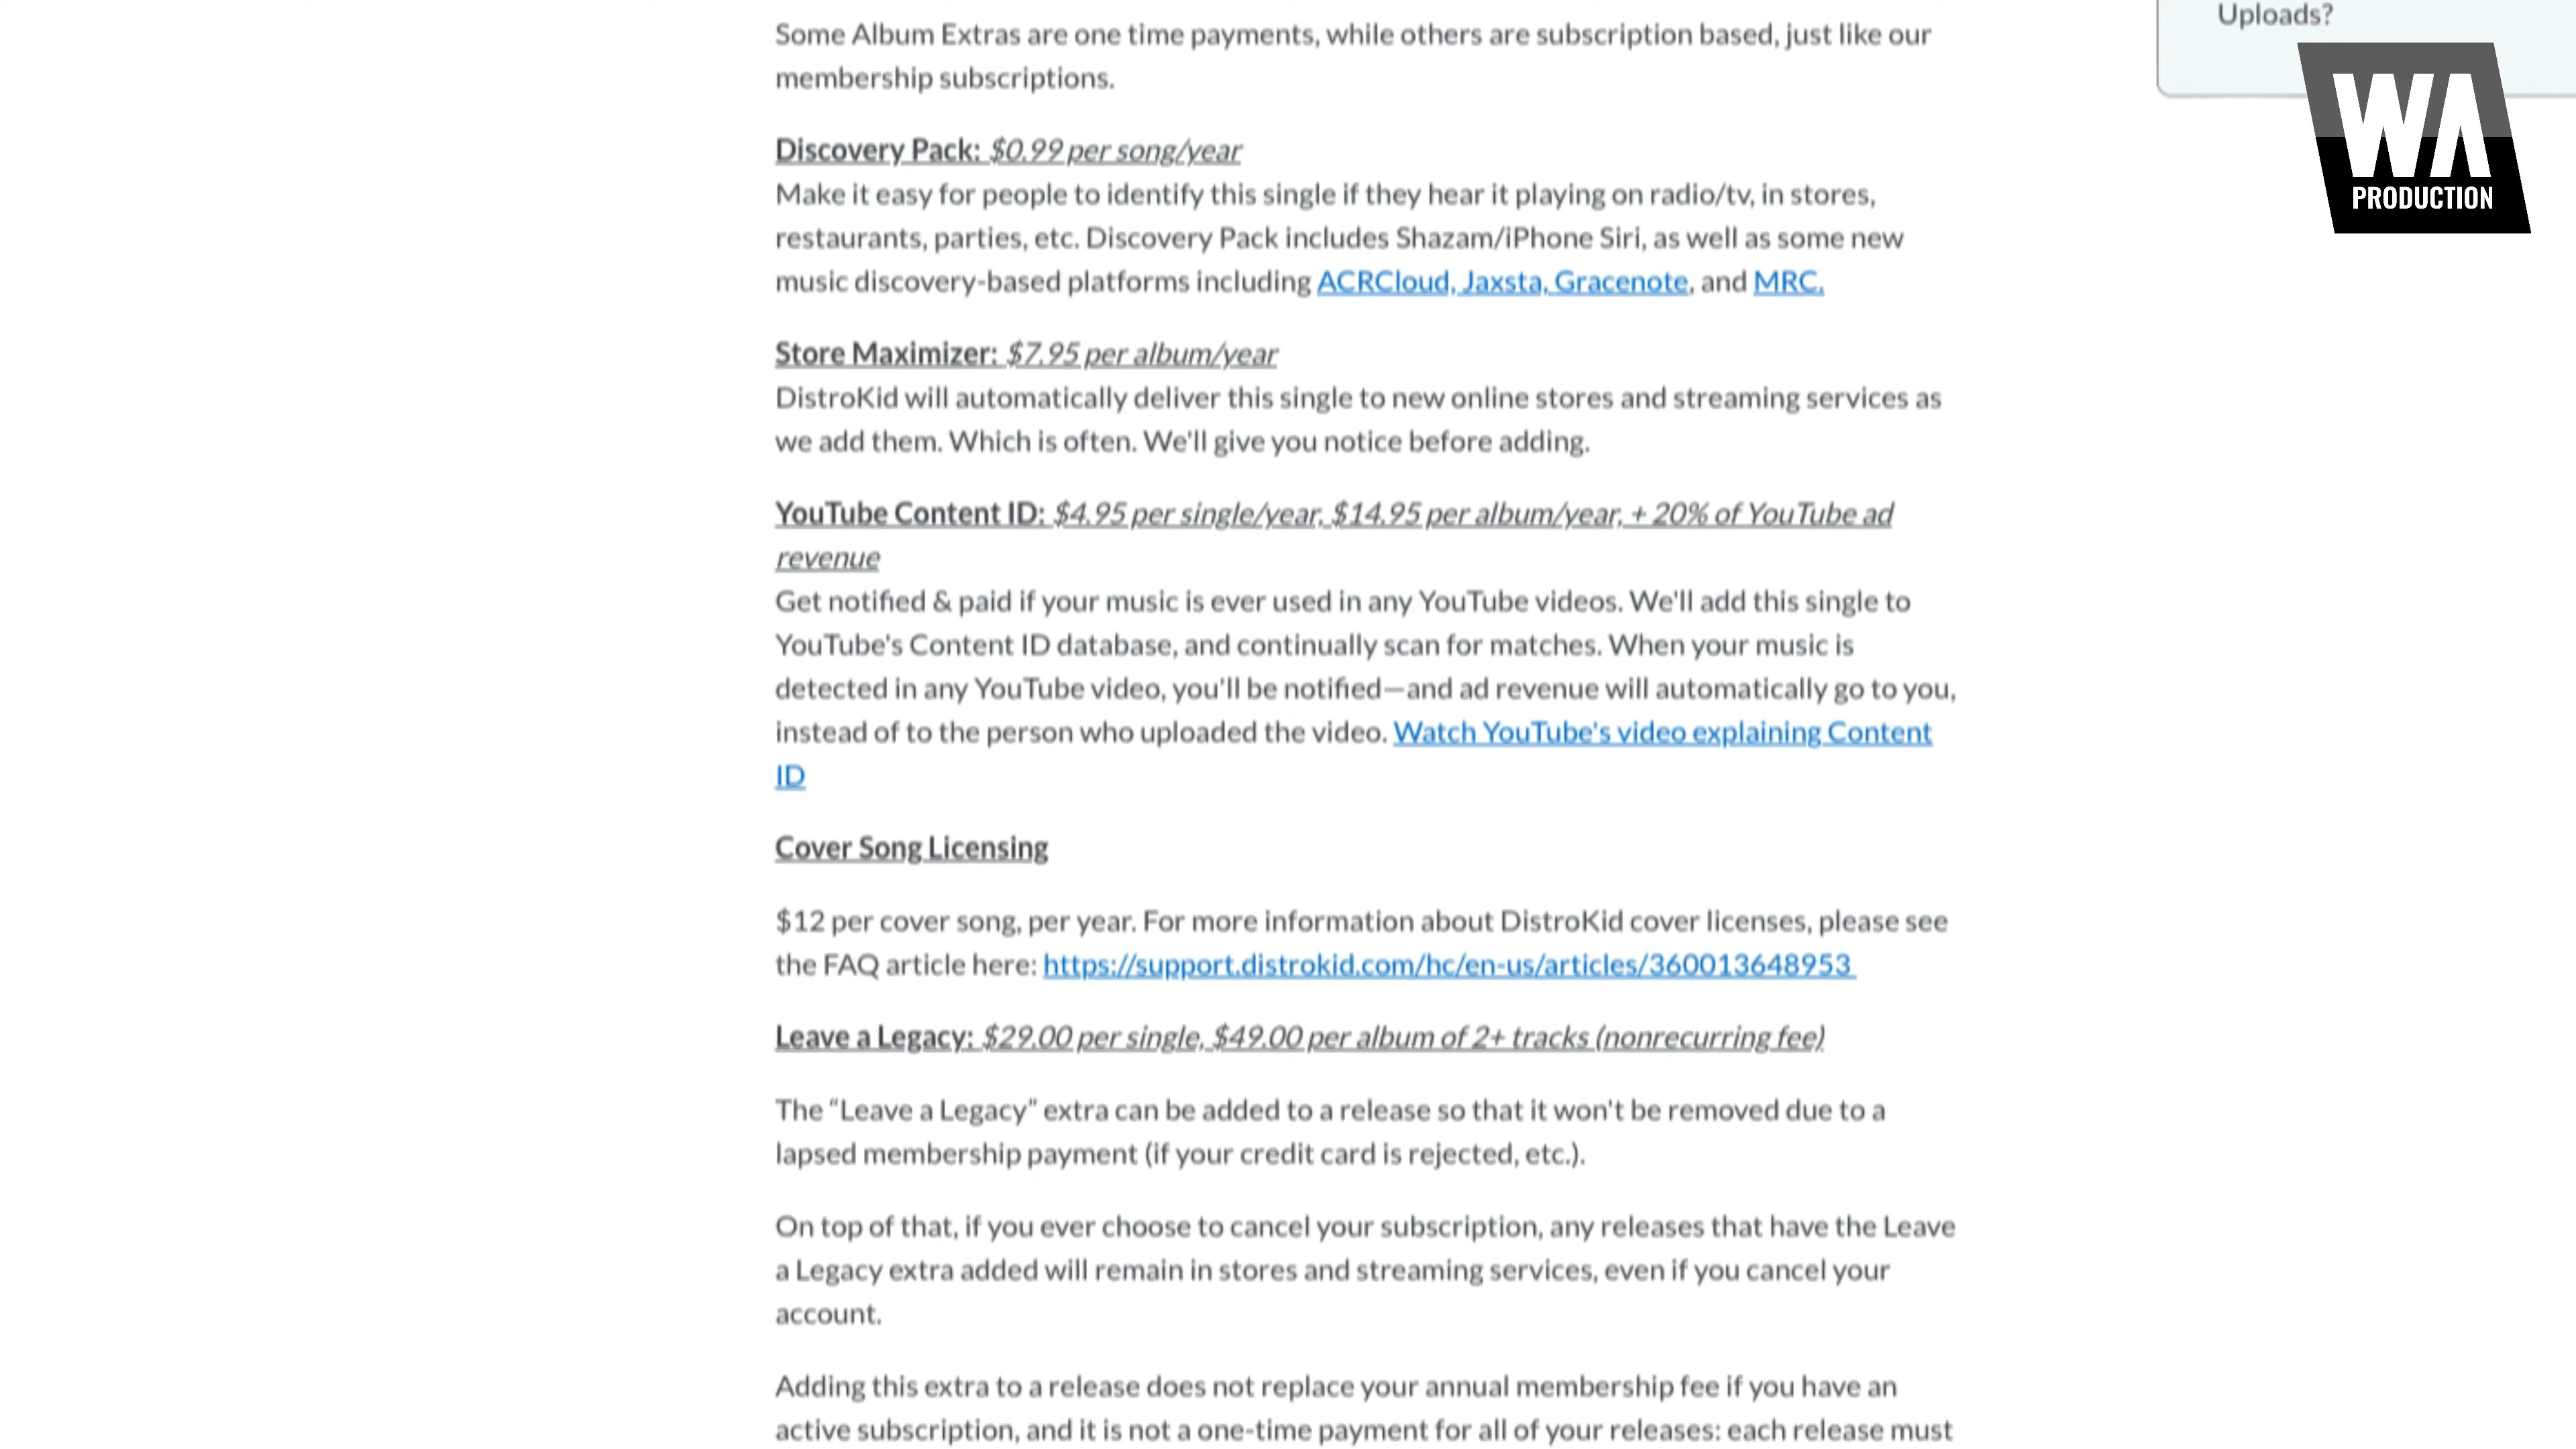 Uploads?
WA
PRODUCTION
Some Album Extras are one time payments, while others are subscription based, just like our
membership subscriptions.
Discovery Pack: $0.99 per song/year
Make it easy for people to identify this single if they hear it playing on radio/tv, in stores,
restaurants, parties, etc. Discovery Pack includes Shazam/iPhone Siri, as well as some new
music discovery-based platforms including ACRCloud, Jaxsta, Gracenote, and MRC.
Store Maximizer: $7.95 per album/year
DistroKid will automatically deliver this single to new online stores and streaming services as
we add them. Which is often. We'll give you notice before adding.
YouTube Content ID: $4.95 per single/year, $14.95 per album/year, + 20% of YouTube ad
revenue
Get notified & paid if your music is ever used in any YouTube videos. We'll add this single to
YouTube's Content ID database, and continually scan for matches. When your music is
detected in any YouTube video, you'll be notified—and ad revenue will automatically go to you,
instead of to the person who uploaded the video. Watch YouTube's video explaining Content
ID
Cover Song Licensing
$12 per cover song, per year. For more information about DistroKid cover licenses, please see
the FAQ article here: https://support.distrokid.com/hc/en-us/articles/360013648953
Leave a Legacy: $29.00 per single, $49.00 per album of 2+ tracks (nonrecurring fee)
The “Leave a Legacy” extra can be added to a release so that it won't be removed due to a
lapsed membership payment (if your credit card is rejected, etc.).
On top of that, if you ever choose to cancel your subscription, any releases that have the Leave
a Legacy extra added will remain in stores and streaming services, even if you cancel your
account.
Adding this extra to a release does not replace your annual membership fee if you have an
active subscription, and it is not a one-time payment for all of your releases: each release must